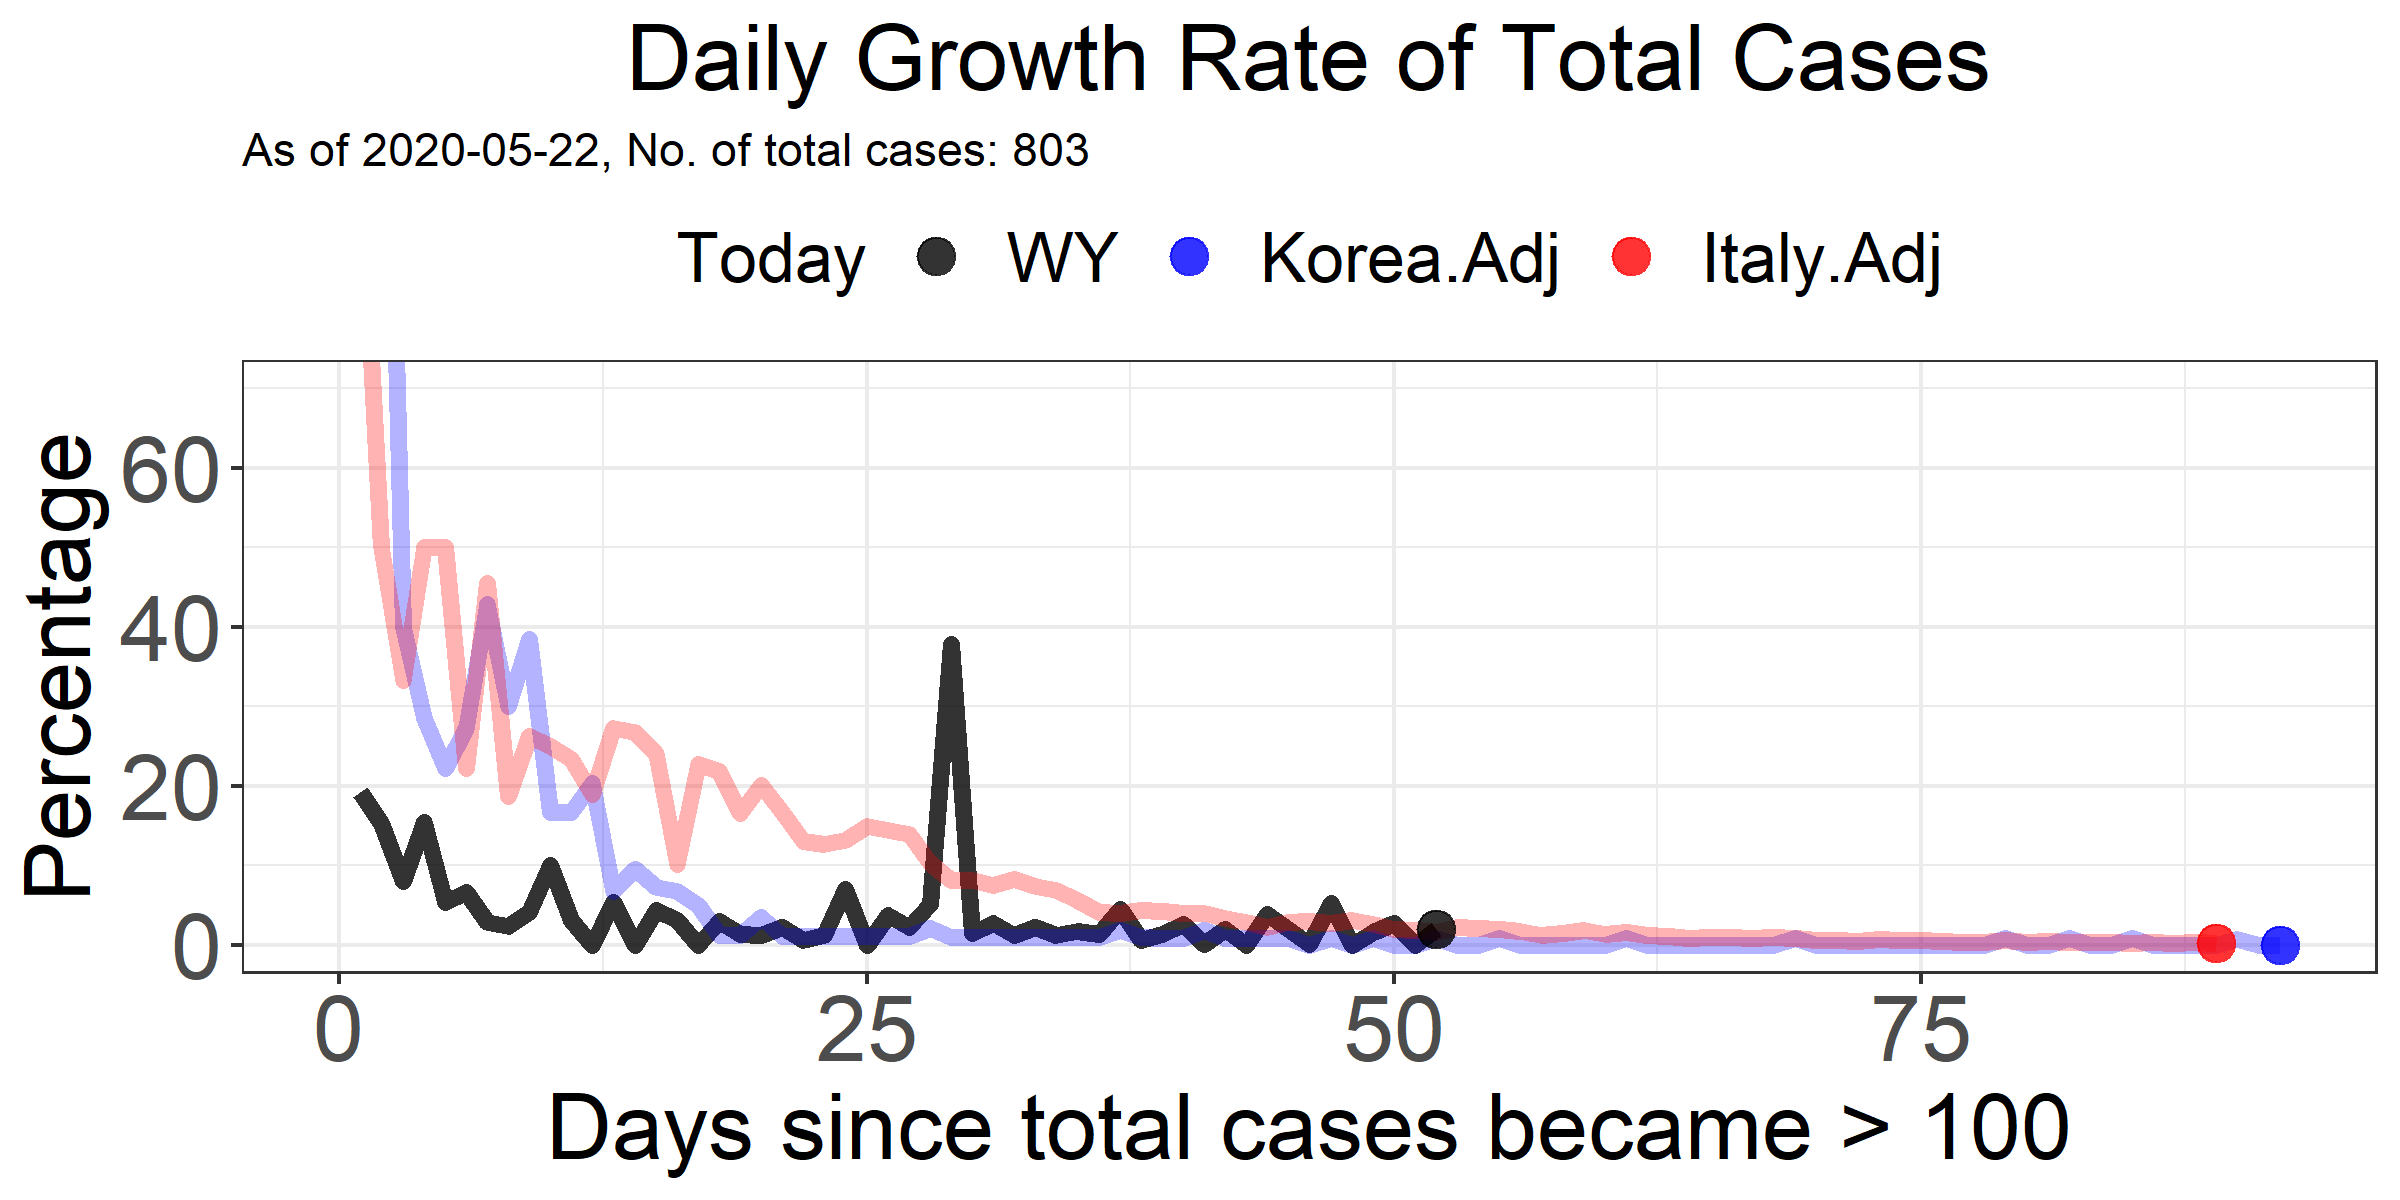 Daily Growth Rate of Total Cases
As of 2020-05-22, No. of total cases: 803
Today WY Korea.Adj Italy.Adj
Percentage
60
40
20
0
0 25 50 75
Days since total cases became > 100